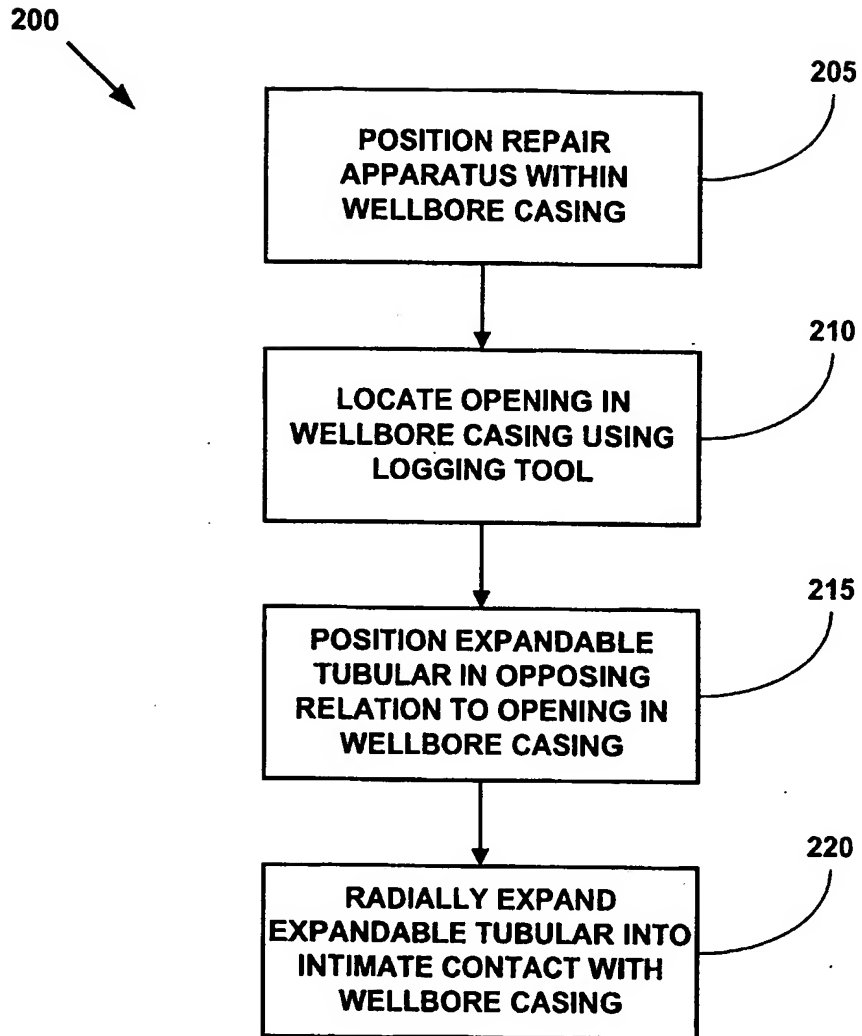 200
205
POSITION REPAIR
APPARATUS WITHIN
WELLBORE CASING
210
LOCATE OPENING IN
WELLBORE CASING USING
LOGGING TOOL
215
POSITION EXPANDABLE
TUBULAR IN OPPOSING
RELATION TO OPENING IN
WELLBORE CASING
220
RADIALLY EXPAND
EXPANDABLE TUBULAR INTO
INTIMATE CONTACT WITH
WELLBORE CASING